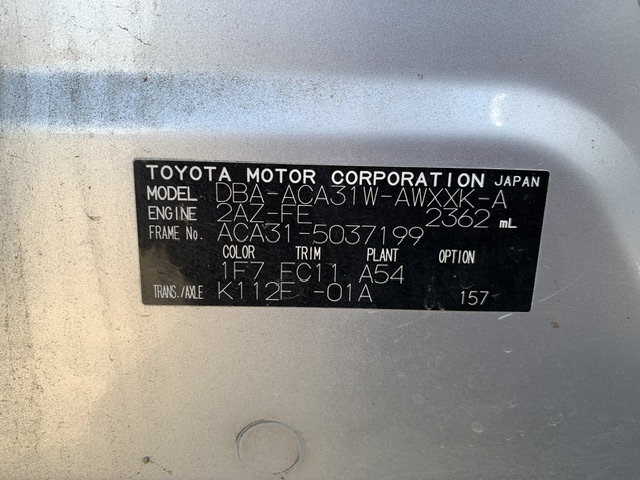 TOYOTA MOTOR CORPORATION JAPAN
MODEL DBA-ACA31W-AWXXK-A
ENGINE 2AZ-FE 2362 mL
FRAME No. ACA31-5037199
COLOR TRIM PLANT OPTION
1F7 FC11 A54
TRANS./AXLE K112F -01A 157